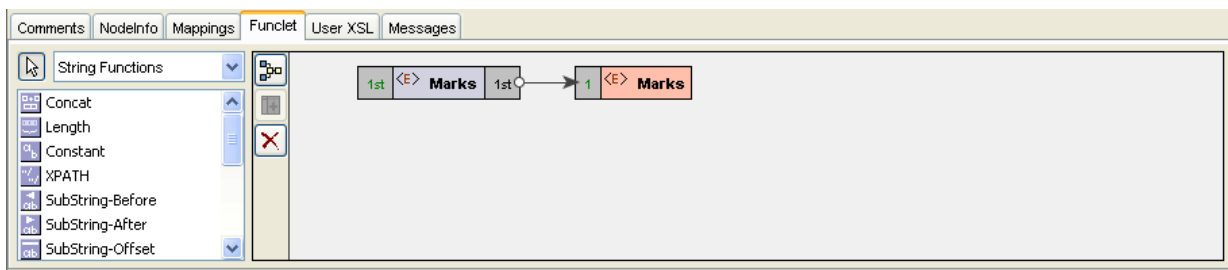 Comments NodeInfo Mappings Funclet User XSL Messages
String Functions
1st <E> Marks 1st 1 <E> Marks
Concat
Length
Constant
XPATH
SubString-Before
SubString-After
SubString-Offset